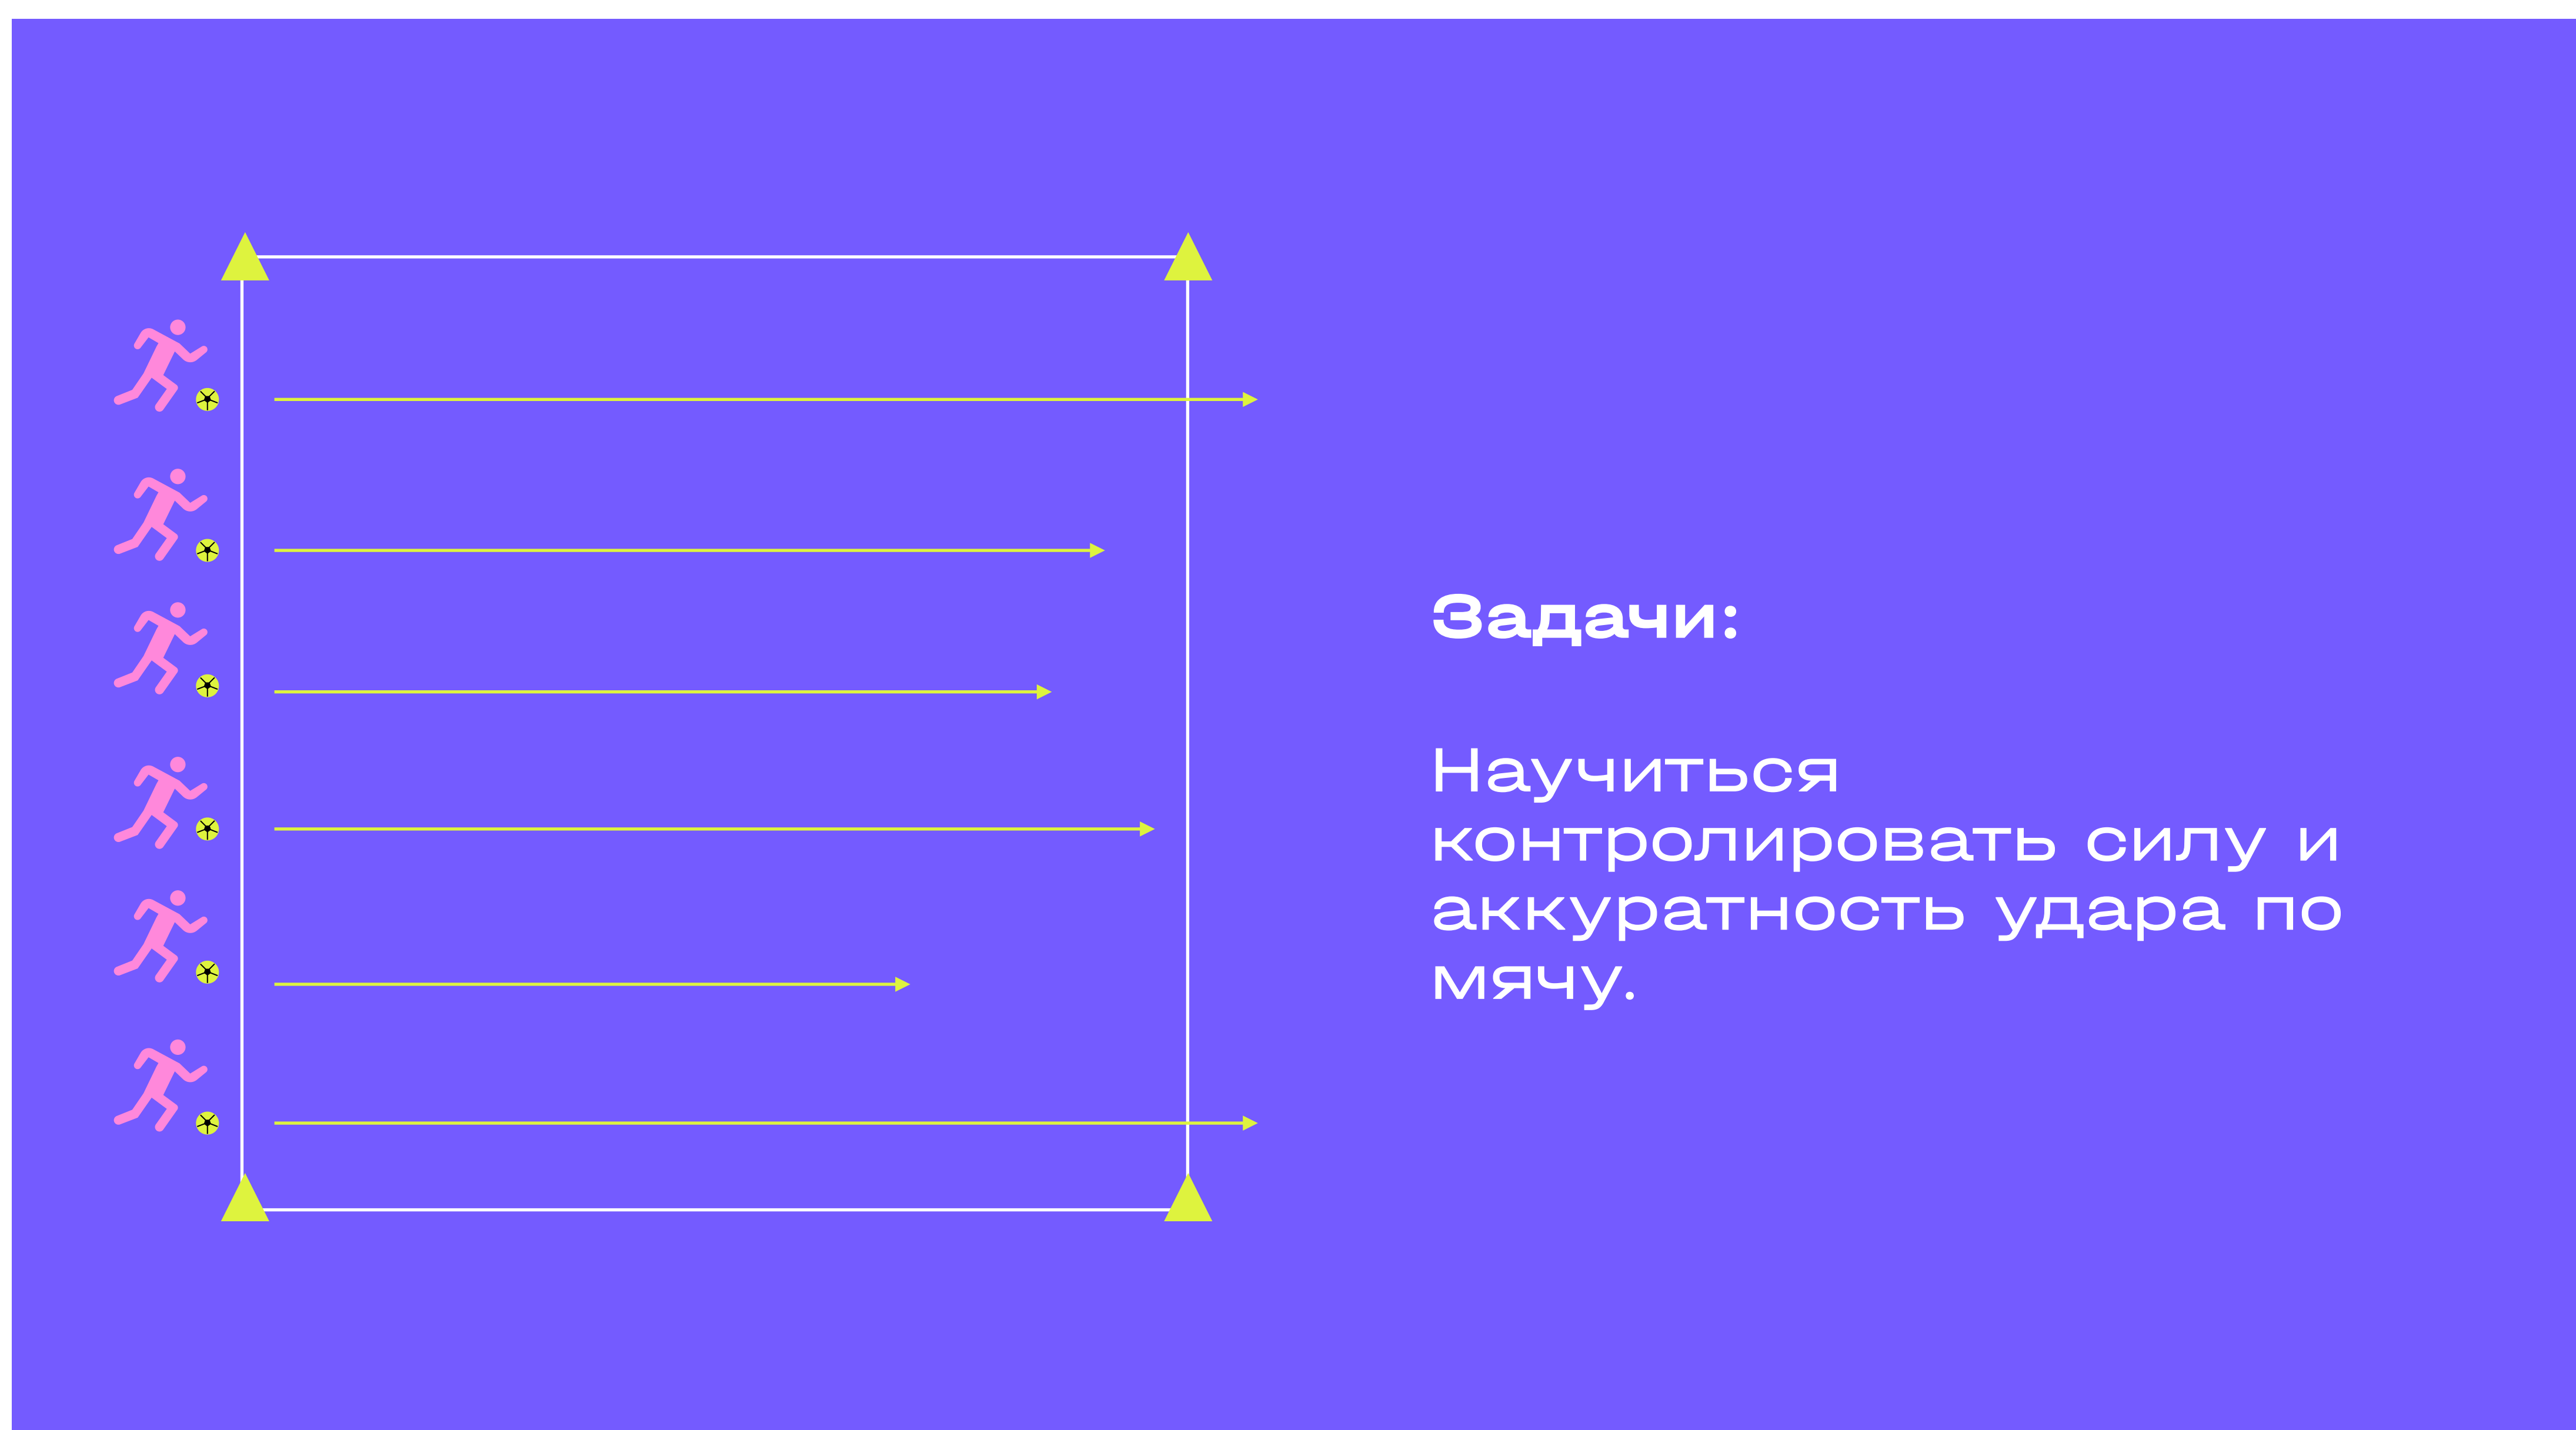 Задачи:
Научиться
контролировать силу и
аккуратность удара по
мячу.